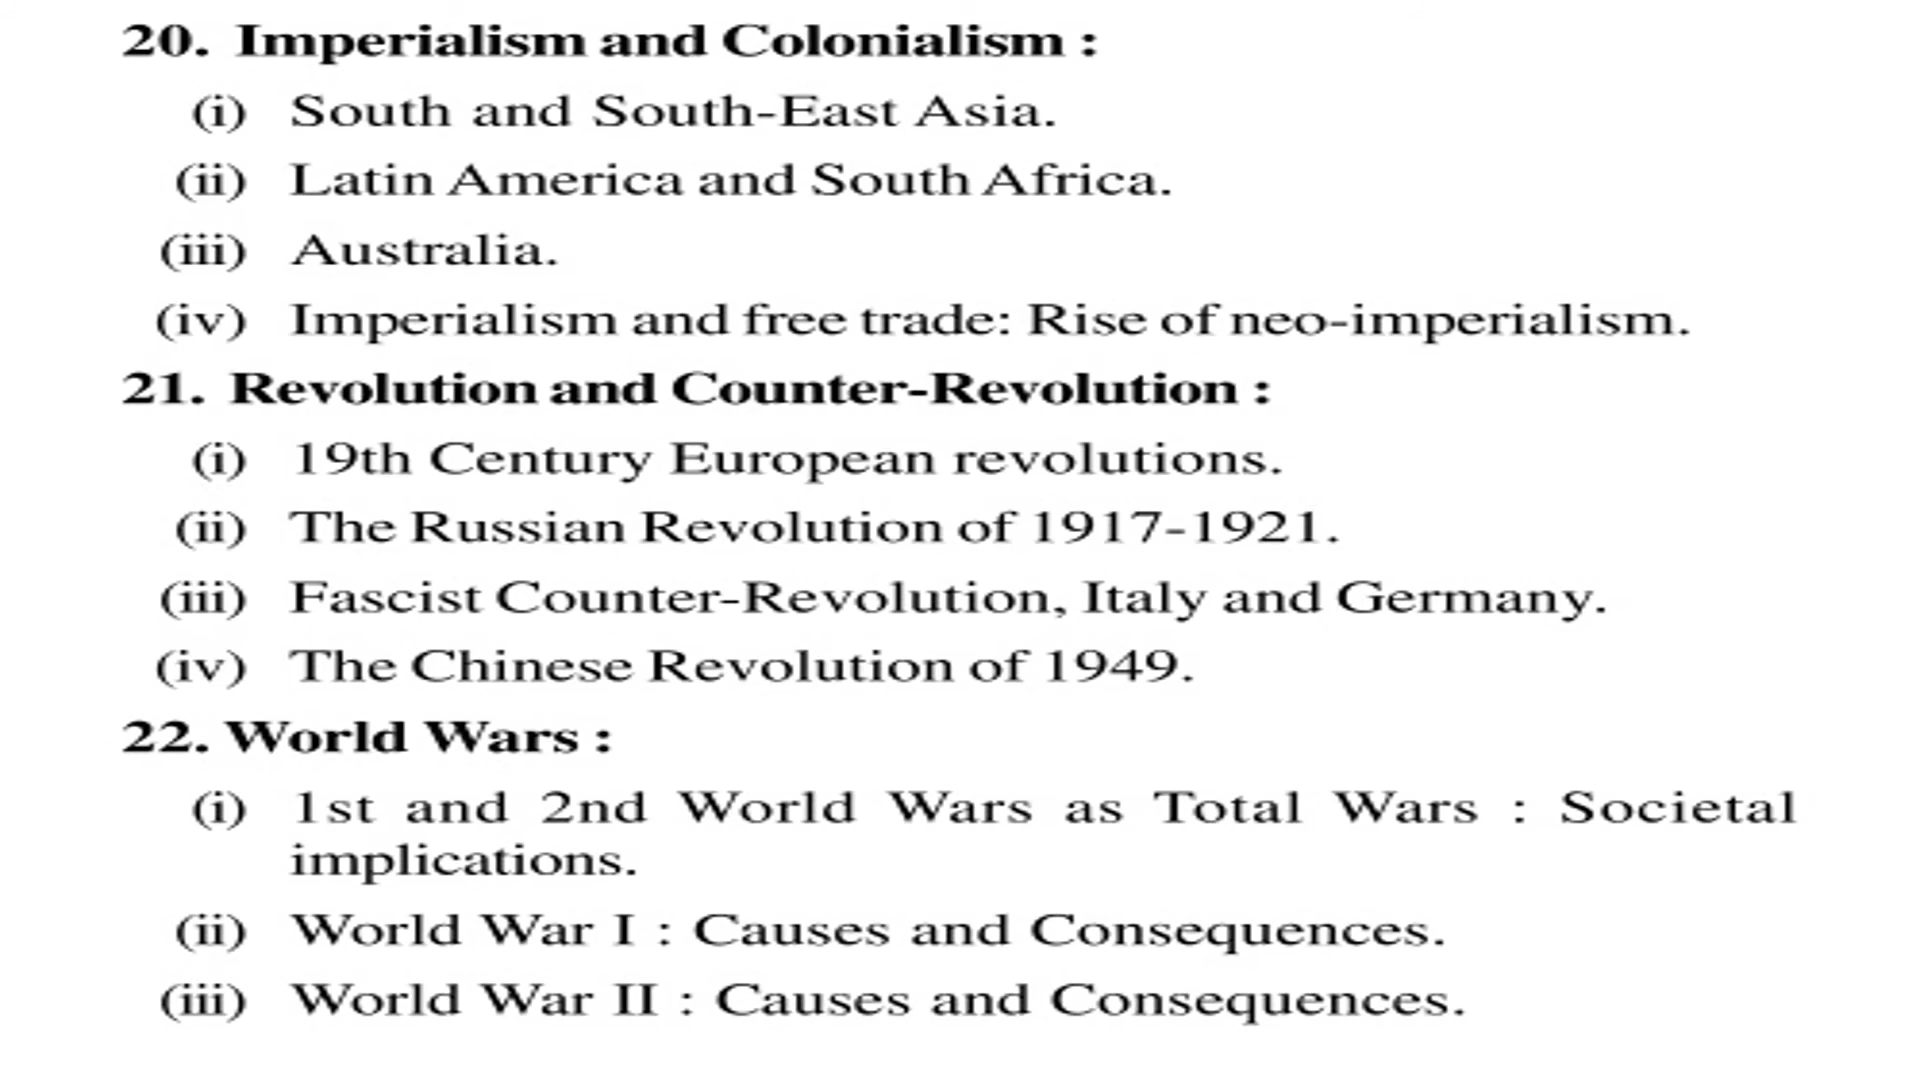 20. Imperialism and Colonialism :
(i) South and South-East Asia.
(ii) Latin America and South Africa.
(iii) Australia.
(iv) Imperialism and free trade: Rise of neo-imperialism.
21. Revolution and Counter-Revolution :
(i) 19th Century European revolutions.
(ii) The Russian Revolution of 1917-1921.
(iii) Fascist Counter-Revolution, Italy and Germany.
(iv) The Chinese Revolution of 1949.
22. World Wars :
(i) 1st and 2nd World Wars as Total Wars : Societal
implications.
(ii) World War I : Causes and Consequences.
(iii) World War II : Causes and Consequences.